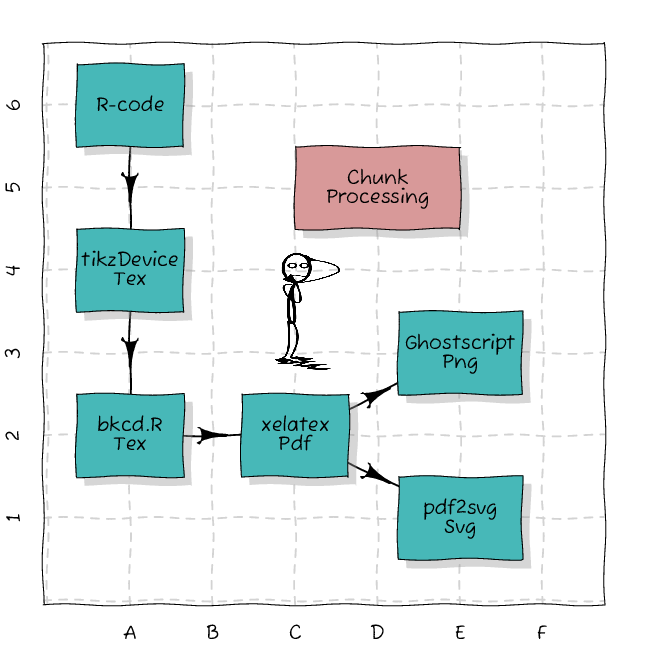 6
R-code
5
Chunk
Processing
4
tikzDevice
Tex
3
Ghostscript
Png
2
bkcd.R
Tex
xelatex
Pdf
1
pdf2svg
Svg
A B C D E F